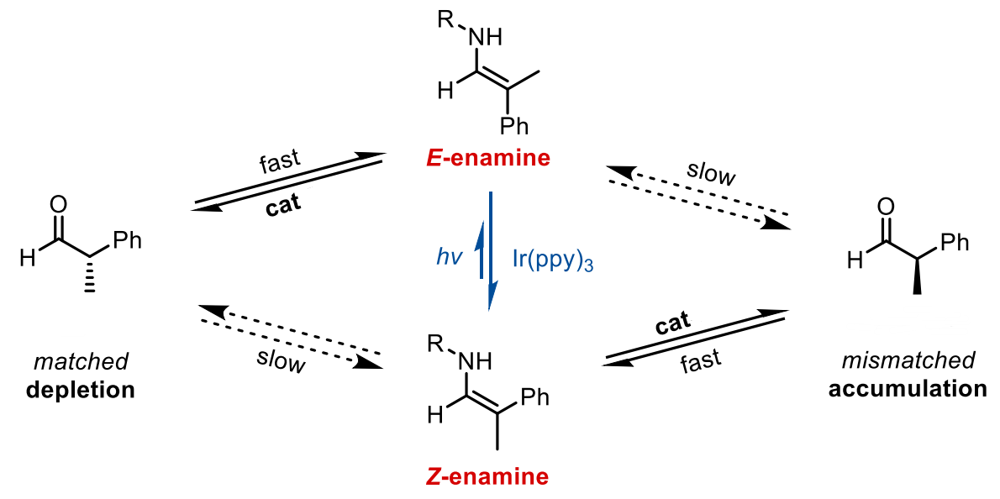 R
NH
H
Ph
E-enamine
fast
cat
slow
O
H
Ph
hν
Ir(ppy)3
O
H
Ph
matched
depletion
slow
cat
fast
mismatched
accumulation
R
NH
H
Ph
Z-enamine